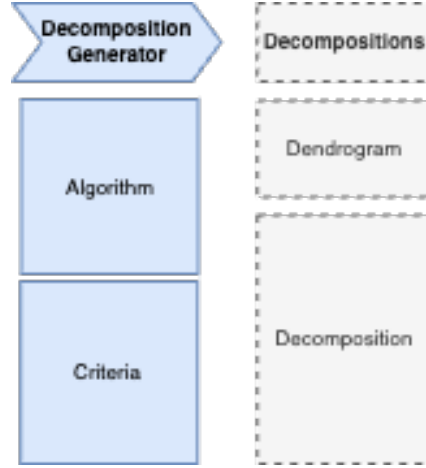 Decomposition
Generator
Decompositions
Algorithm
Dendrogram
Criteria
Decomposition